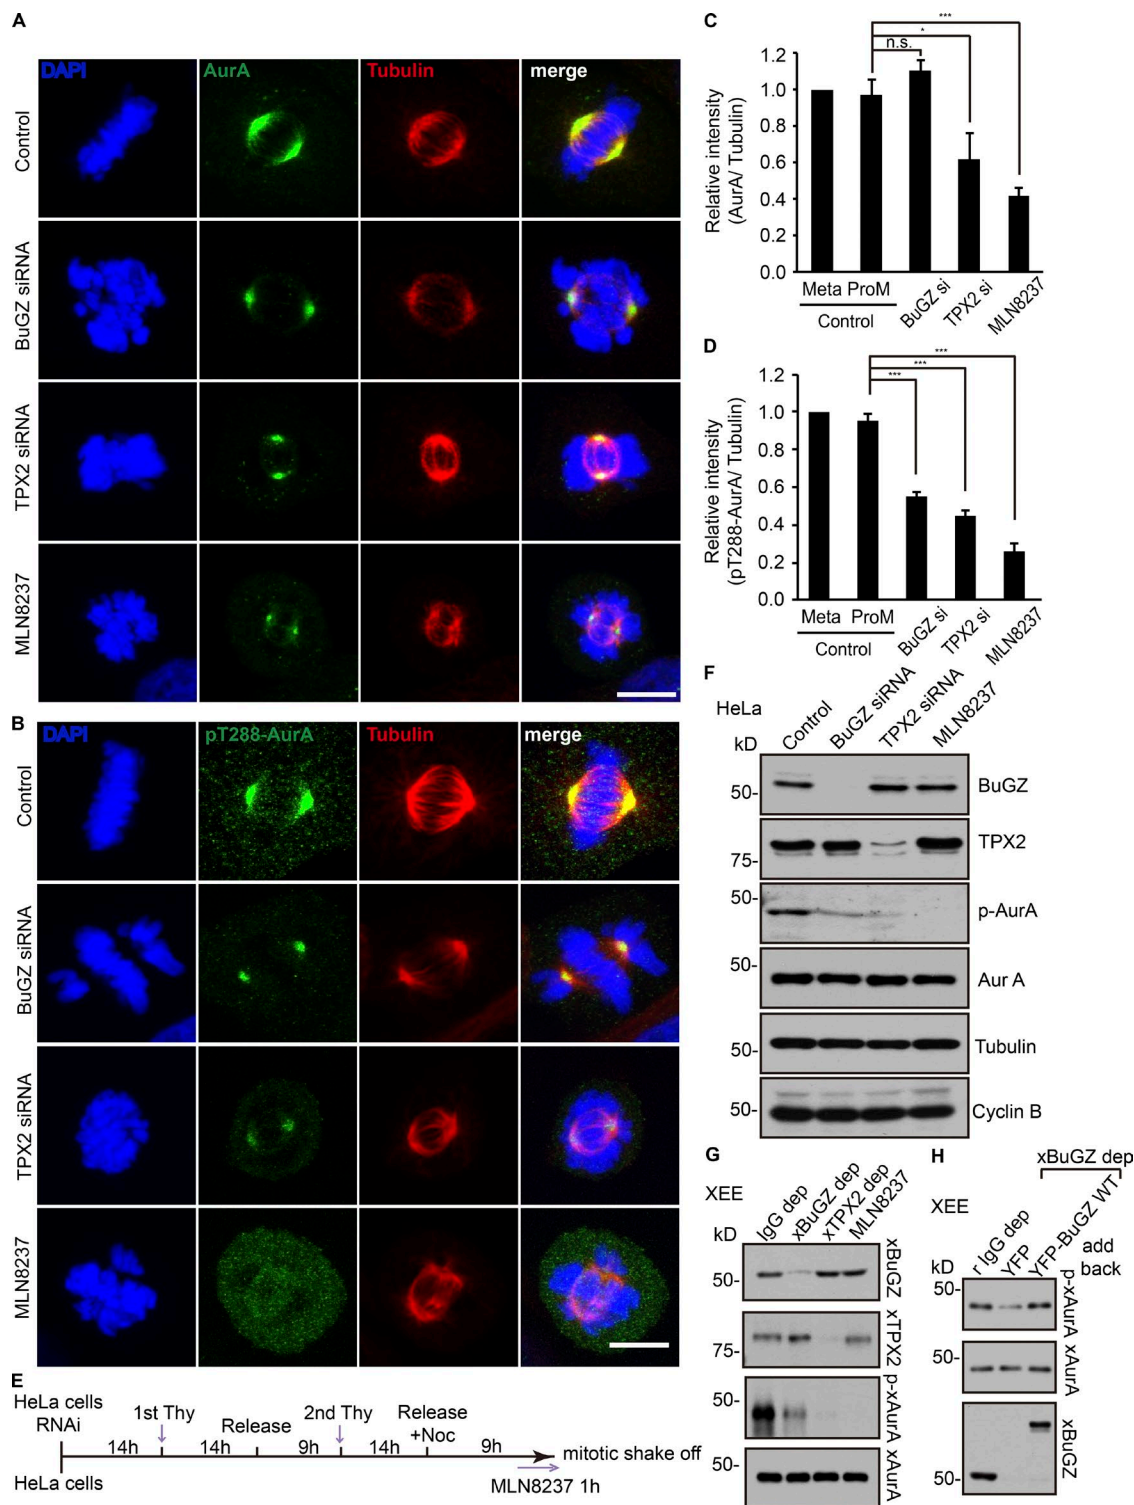 A
DAPI AurA Tubulin merge
Control
BuGZ siRNA
TPX2 siRNA
MLN8237
B
DAPI pT288-AurA Tubulin merge
Control
BuGZ siRNA
TPX2 siRNA
MLN8237
C
Relative intensity
(AurA/ Tubulin)
1.2
1.0
0.8
0.6
0.4
0.2
0.0
***
*
n.s.
Meta ProM BuGZ si TPX2 si MLN8237
Control
D
Relative intensity
(pT288-AurA/ Tubulin)
1.2
1.0
0.8
0.6
0.4
0.2
0.0
***
***
***
Meta ProM BuGZ si TPX2 si MLN8237
Control
E
HeLa cells
RNAi
1st Thy
Release
2nd Thy
Release
+Noc
14h 14h 9h 14h 9h
mitotic shake off
HeLa cells
MLN8237 1h
F
HeLa
kD
Control BuGZ siRNA TPX2 siRNA MLN8237
50- BuGZ
75- TPX2
50- p-AurA
50- Aur A
50- Tubulin
50- Cyclin B
G
XEE
kD
IgG dep xBuGZ dep xTPX2 dep MLN8237
50- xBuGZ
75- xTPX2
50- p-xAurA
50- xAurA
H
xBuGZ dep
XEE
kD
r IgG dep YFP YFP-BuGZ WT
add
back
50- p-xAurA
50- xAurA
50- xBuGZ